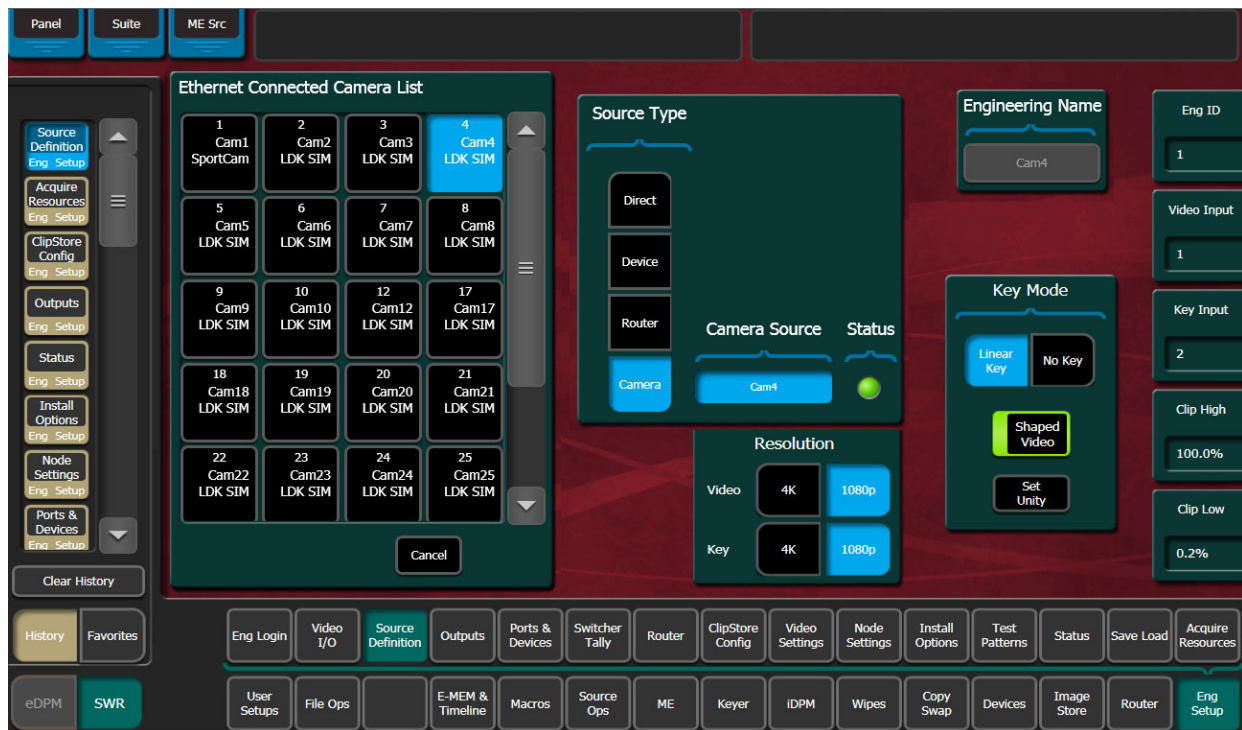 Panel
Suite
ME Src
Source
Definition
Eng Setup
Acquire
Resources
Eng Setup
ClipStore
Config
Eng Setup
Outputs
Eng Setup
Status
Eng Setup
Install
Options
Eng Setup
Node
Settings
Eng Setup
Ports &
Devices
Eng Setup
Clear History
History
Favorites
eDPM
SWR
Ethernet Connected Camera List
1
Cam1
SportCam
2
Cam2
LDK SIM
3
Cam3
LDK SIM
4
Cam4
LDK SIM
5
Cam5
LDK SIM
6
Cam6
LDK SIM
7
Cam7
LDK SIM
8
Cam8
LDK SIM
9
Cam9
LDK SIM
10
Cam10
LDK SIM
12
Cam12
LDK SIM
17
Cam17
LDK SIM
18
Cam18
LDK SIM
19
Cam19
LDK SIM
20
Cam20
LDK SIM
21
Cam21
LDK SIM
22
Cam22
LDK SIM
23
Cam23
LDK SIM
24
Cam24
LDK SIM
25
Cam25
LDK SIM
Cancel
Source Type
Direct
Device
Router
Camera
Camera Source
Cam4
Status
Resolution
Video
4K
1080p
Key
4K
1080p
Engineering Name
Cam4
Key Mode
Linear
Key
No Key
Shaped
Video
Set
Unity
Eng ID
1
Video Input
1
Key Input
2
Clip High
100.0%
Clip Low
0.2%
Eng Login
Video
I/O
Source
Definition
Outputs
Ports &
Devices
Switcher
Tally
Router
ClipStore
Config
Video
Settings
Node
Settings
Install
Options
Test
Patterns
Status
Save Load
Acquire
Resources
User
Setups
File Ops
E-MEM &
Timeline
Macros
Source
Ops
ME
Keyer
iDPM
Wipes
Copy
Swap
Devices
Image
Store
Router
Eng
Setup